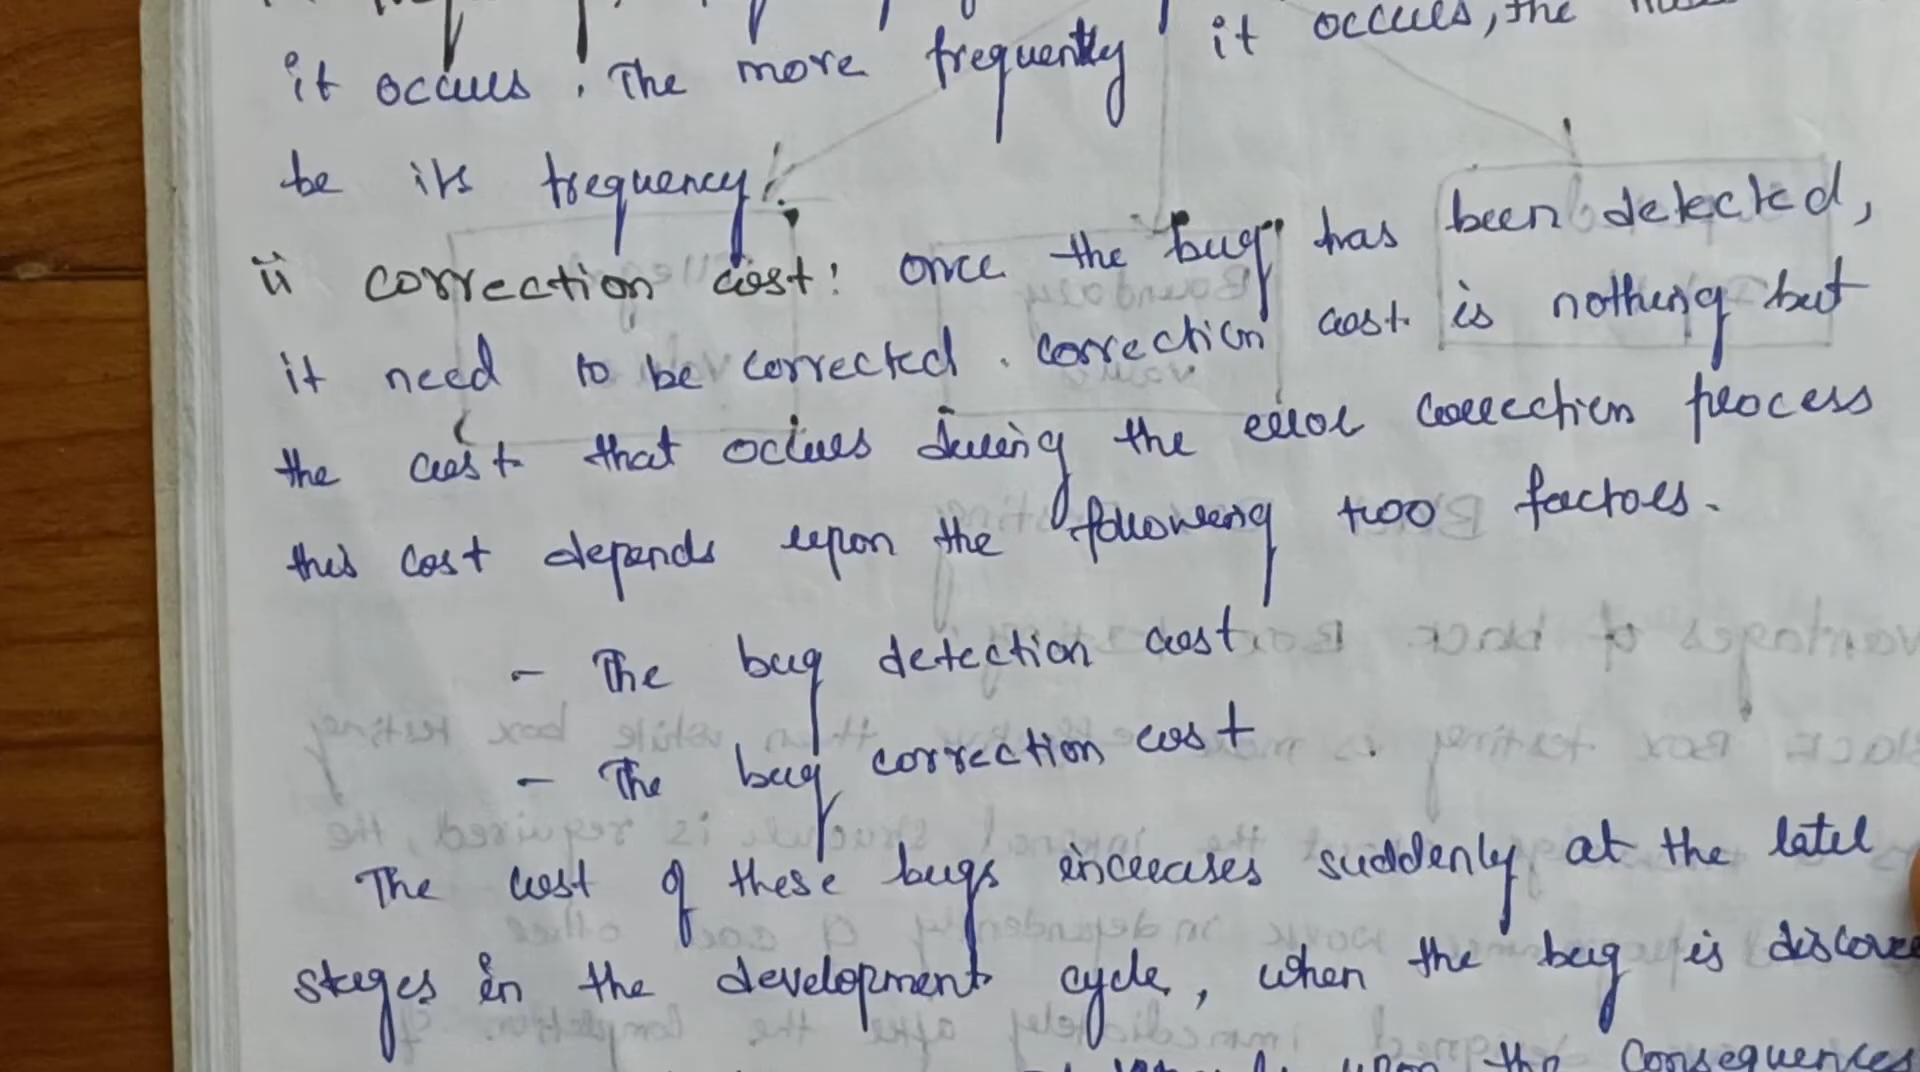 it occurs, the
it occurs. The more frequently
be its frequency.
ii correction cost: once the bug has been detected,
it need to be corrected. correction cost is nothing but
the cost that occurs during the error correction process
this cost depends upon the following two factors.
- The bug detection cost
- The bug correction cost
The cost of these bugs increases suddenly at the later
stages in the development cycle, when the bug is discove
upon the consequences